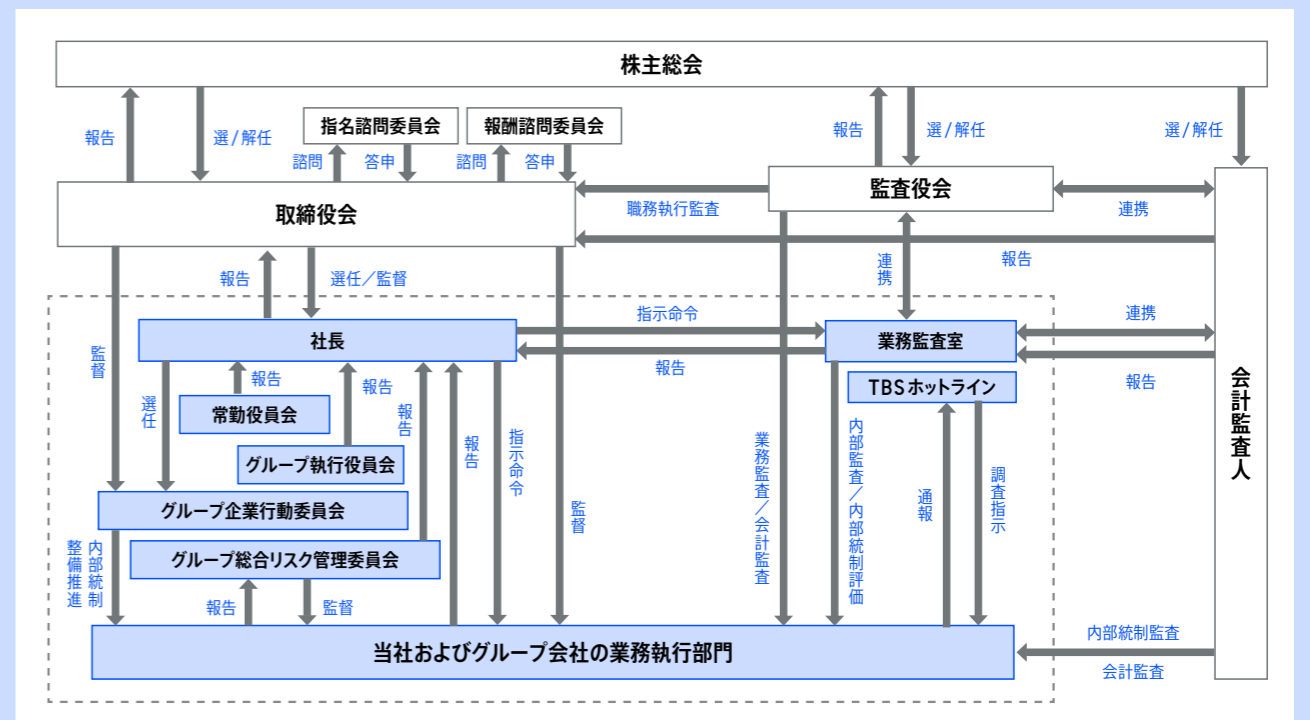 株主総会
報告
選/解任
指名諮問委員会
報酬諮問委員会
諮問
答申
諮問
答申
報告
選/解任
選/解任
取締役会
監査役会
職務執行監査
連携
報告
報告
選任/監督
連携
監督
社長
指示命令
報告
業務監査室
連携
報告
会計監査人
TBSホットライン
報告
常勤役員会
報告
選任
グループ執行役員会
報告
報告
指示命令
監督
業務監査/会計監査
内部監査/内部統制評価
通報
調査指示
グループ企業行動委員会
内部統制
整備推進
グループ総合リスク管理委員会
報告
監督
当社およびグループ会社の業務執行部門
内部統制監査
会計監査